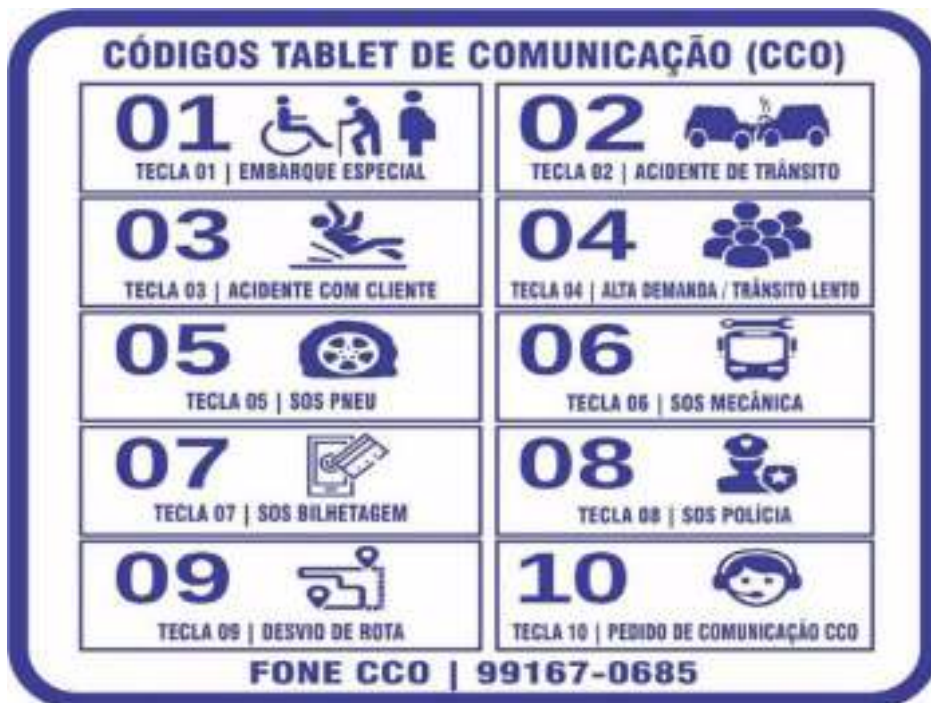 CÓDIGOS TABLET DE COMUNICAÇÃO (CCO)
01
TECLA 01 | EMBARQUE ESPECIAL
02
TECLA 02 | ACIDENTE DE TRÂNSITO
03
TECLA 03 | ACIDENTE COM CLIENTE
04
TECLA 04 | ALTA DEMANDA / TRÂNSITO LENTO
05
TECLA 05 | SOS PNEU
06
TECLA 06 | SOS MECÂNICA
07
TECLA 07 | SOS BILHETAGEM
08
TECLA 08 | SOS POLÍCIA
09
TECLA 09 | DESVIO DE ROTA
10
TECLA 10 | PEDIDO DE COMUNICAÇÃO CCO
FONE CCO | 99167-0685